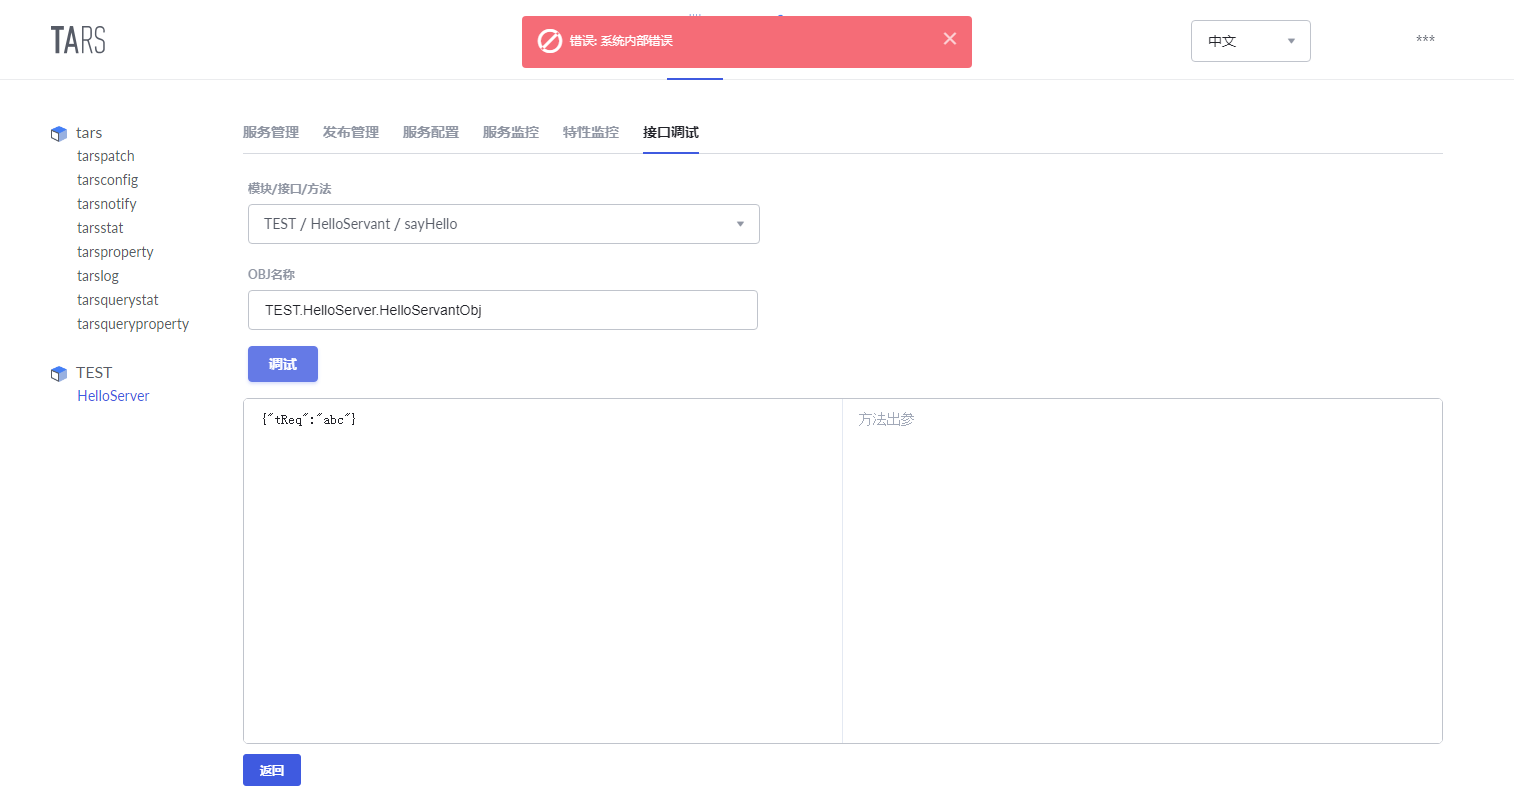 TARS
错误: 系统内部错误
中文
***
tars
tarspatch
tarsconfig
tarsnotify
tarsstat
tarsproperty
tarslog
tarsquerystat
tarsqueryproperty
TEST
HelloServer
服务管理 发布管理 服务配置 服务监控 特性监控 接口调试
模块/接口/方法
TEST / HelloServant / sayHello
OBJ名称
TEST.HelloServer.HelloServantObj
调试
{"tReq":"abc"}
方法出参
返回